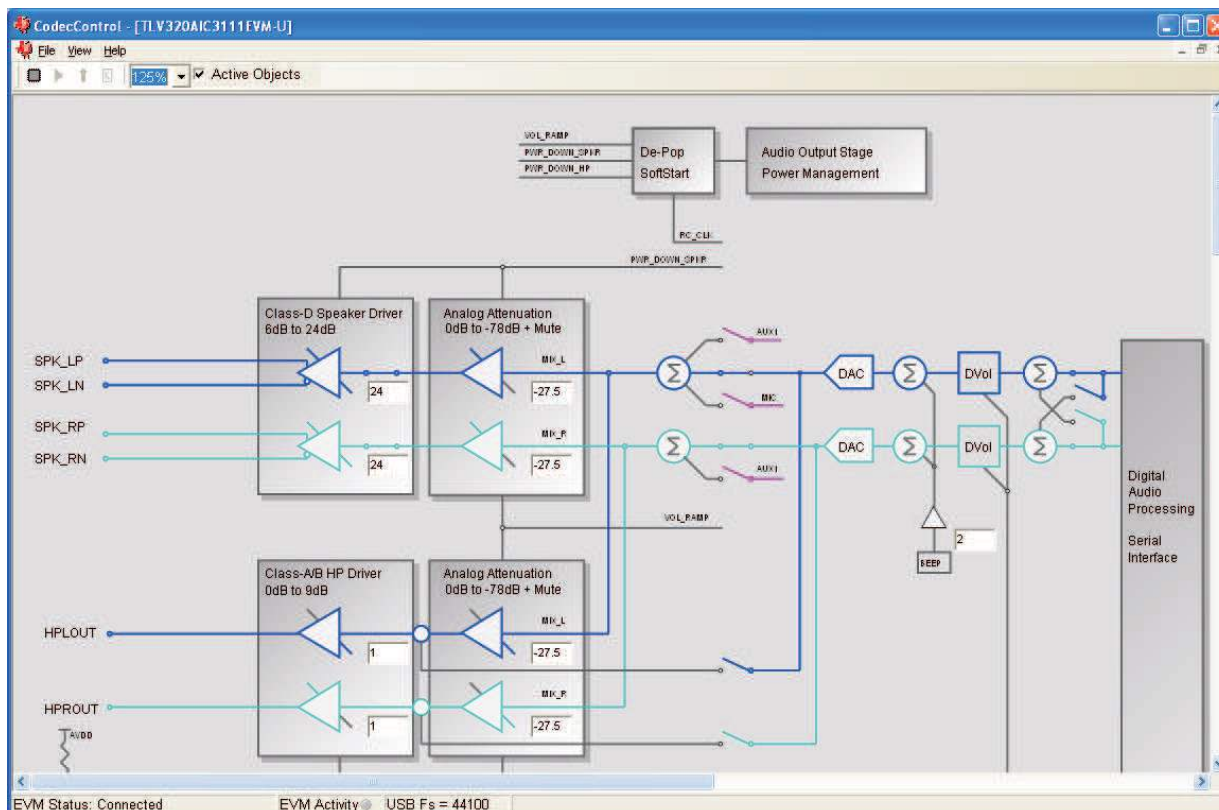 CodecControl - [TLV320AIC3111EVM-U]
File View Help
125% Active Objects
VOL_RAMP
PWR_DOWN_SPKR
PWR_DOWN_HP
De-Pop
SoftStart
Audio Output Stage
Power Management
RC_CLK
PWR_DOWN_SPKR
Class-D Speaker Driver
6dB to 24dB
Analog Attenuation
0dB to -78dB + Mute
AUX1
SPK_LP
SPK_LN
MIX_L
24
-27.5
Σ
MIC
DAC
Σ
DVol
Σ
SPK_RP
SPK_RN
MIX_R
24
-27.5
Σ
AUX1
DAC
Σ
DVol
Σ
Digital
Audio
Processing
Serial
Interface
VOL_RAMP
2
BEEP
Class-A/B HP Driver
0dB to 9dB
Analog Attenuation
0dB to -78dB + Mute
HPLOUT
MIX_L
1
-27.5
HPROUT
MIX_R
1
-27.5
AVDD
EVM Status: Connected
EVM Activity
USB Fs = 44100